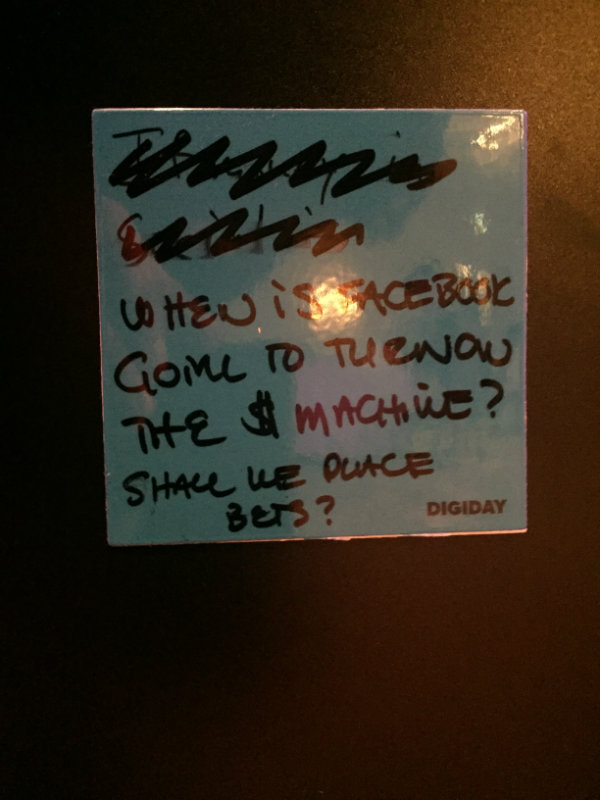 WHEN iS FACEBOOK
GOING TO TURN ON
THE $ MACHiNE?
SHALL WE PLACE
BETS?
DIGIDAY